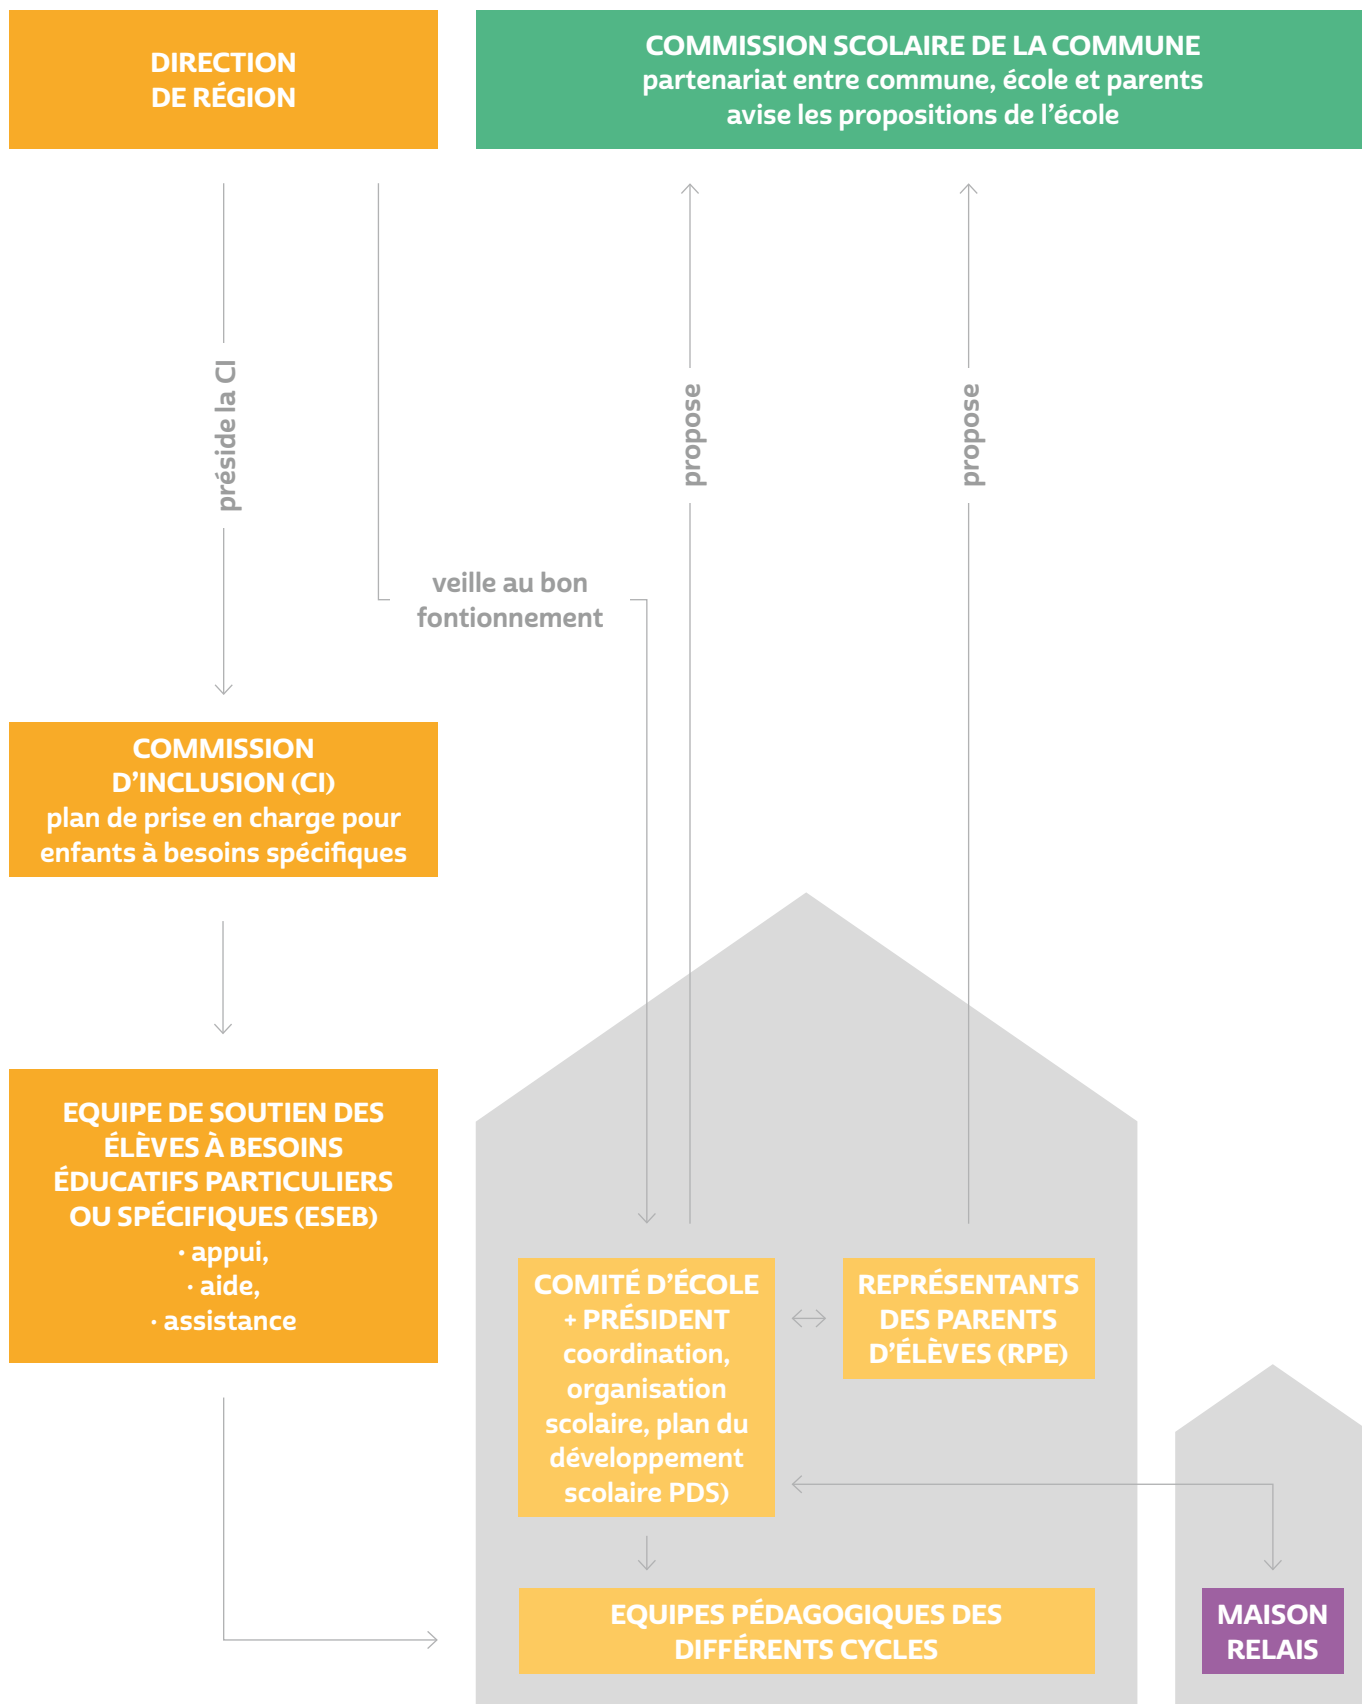 DIRECTION
DE RÉGION
COMMISSION SCOLAIRE DE LA COMMUNE
partenariat entre commune, école et parents
avise les propositions de l'école
préside la CI
propose
propose
veille au bon
fontionnement
COMMISSION
D'INCLUSION (CI)
plan de prise en charge pour
enfants à besoins spécifiques
EQUIPE DE SOUTIEN DES
ÉLÈVES À BESOINS
ÉDUCATIFS PARTICULIERS
OU SPÉCIFIQUES (ESEB)
· appui,
· aide,
· assistance
COMITÉ D'ÉCOLE
+ PRÉSIDENT
coordination,
organisation
scolaire, plan du
développement
scolaire PDS)
REPRÉSENTANTS
DES PARENTS
D'ÉLÈVES (RPE)
EQUIPES PÉDAGOGIQUES DES
DIFFÉRENTS CYCLES
MAISON
RELAIS